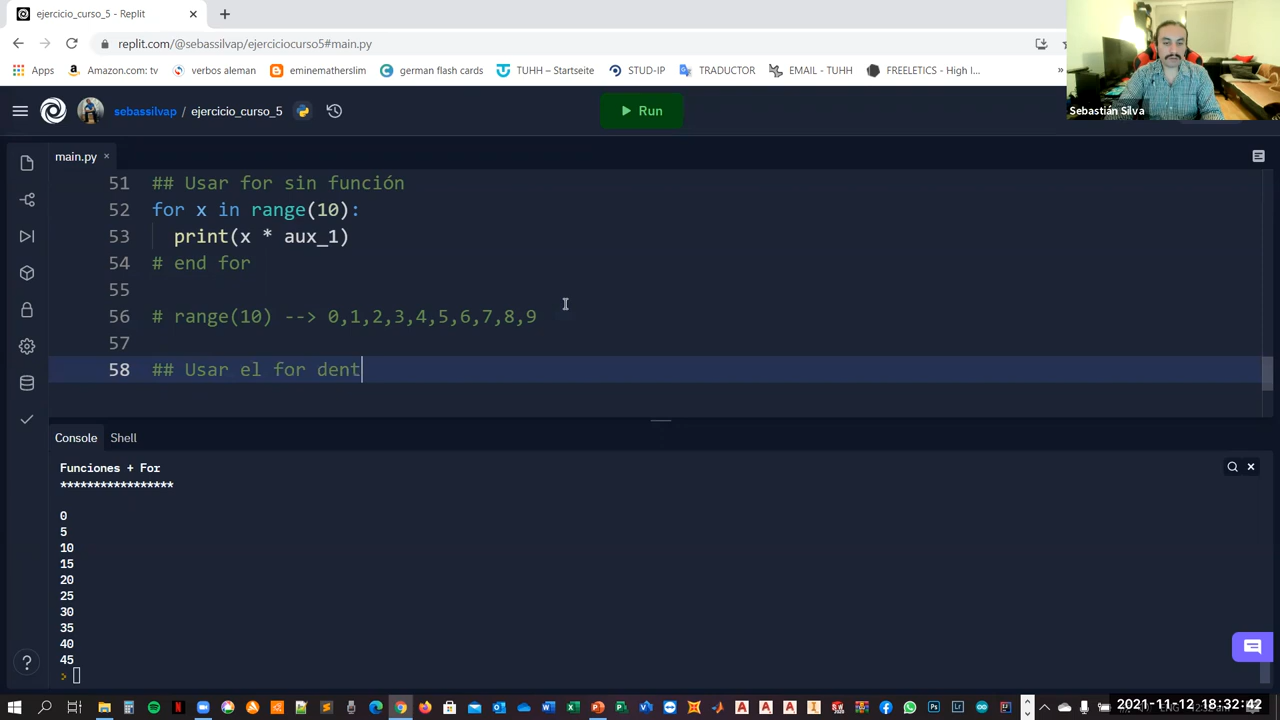 ejercicio_curso_5 - Replit
replit.com/@sebassilvap/ejerciciocurso5#main.py
Apps
Amazon.com: tv
verbos aleman
eminematherslim
german flash cards
TUHH – Startseite
STUD-IP
TRADUCTOR
EMAIL - TUHH
FREELETICS - High I...
»
Sebastián Silva
sebassilvap / ejercicio_curso_5
Run
main.py
51 ## Usar for sin función
52 for x in range(10):
53 print(x * aux_1)
54 # end for
55
56 # range(10) --> 0,1,2,3,4,5,6,7,8,9
57
58 ## Usar el for dent
Console
Shell
Funciones + For
*****************
0
5
10
15
20
25
30
35
40
45
>
2021-11-12 18:32:42